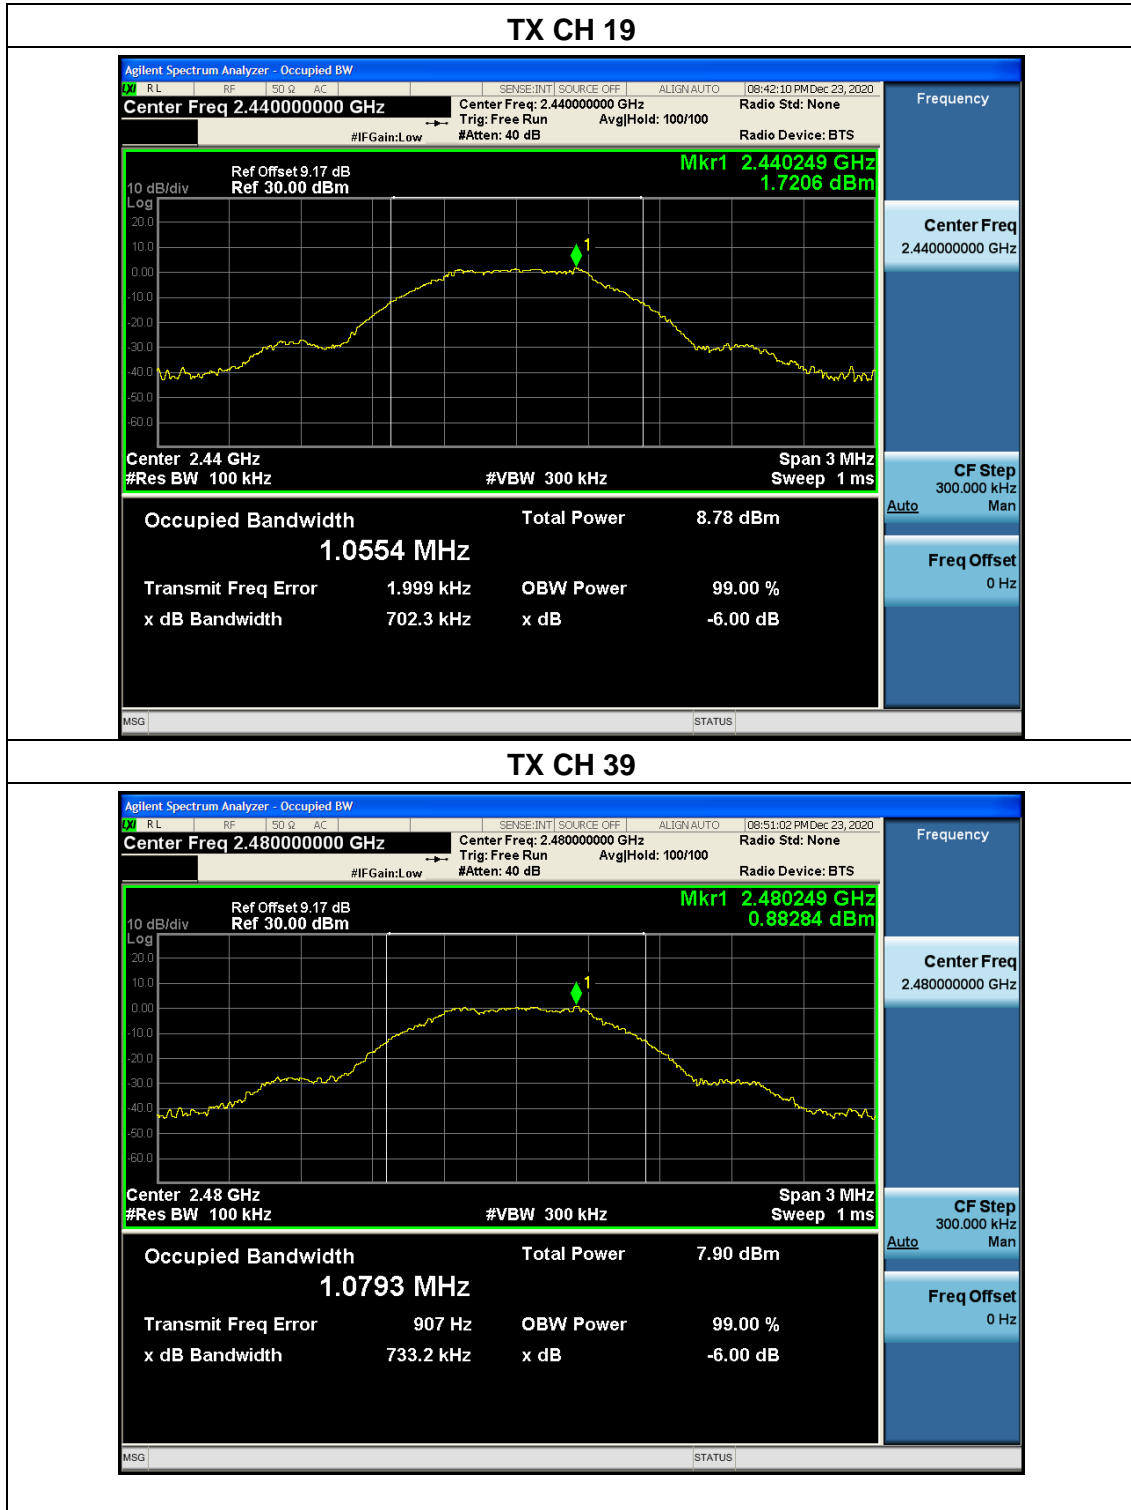 TX CH 19
Agilent Spectrum Analyzer - Occupied BW
LXI RL RF 50 Ω AC SENSE:INT SOURCE OFF ALIGN AUTO 08:42:10 PM Dec 23, 2020
Center Freq 2.440000000 GHz
Center Freq: 2.440000000 GHz
Radio Std: None
Trig: Free Run
Avg|Hold: 100/100
#IFGain:Low
#Atten: 40 dB
Radio Device: BTS
Mkr1 2.440249 GHz
1.7206 dBm
Ref Offset 9.17 dB
10 dB/div
Ref 30.00 dBm
Log
20.0
10.0
0.00
-10.0
-20.0
-30.0
-40.0
-50.0
-60.0
1
Center 2.44 GHz
Span 3 MHz
#Res BW 100 kHz
#VBW 300 kHz
Sweep 1 ms
Occupied Bandwidth
Total Power 8.78 dBm
1.0554 MHz
Transmit Freq Error 1.999 kHz
OBW Power 99.00 %
x dB Bandwidth 702.3 kHz
x dB -6.00 dB
Frequency
Center Freq
2.440000000 GHz
CF Step
300.000 kHz
Auto Man
Freq Offset
0 Hz
MSG
STATUS
TX CH 39
Agilent Spectrum Analyzer - Occupied BW
LXI RL RF 50 Ω AC SENSE:INT SOURCE OFF ALIGN AUTO 08:51:02 PM Dec 23, 2020
Center Freq 2.480000000 GHz
Center Freq: 2.480000000 GHz
Radio Std: None
Trig: Free Run
Avg|Hold: 100/100
#IFGain:Low
#Atten: 40 dB
Radio Device: BTS
Mkr1 2.480249 GHz
0.88284 dBm
Ref Offset 9.17 dB
10 dB/div
Ref 30.00 dBm
Log
20.0
10.0
0.00
-10.0
-20.0
-30.0
-40.0
-50.0
-60.0
1
Center 2.48 GHz
Span 3 MHz
#Res BW 100 kHz
#VBW 300 kHz
Sweep 1 ms
Occupied Bandwidth
Total Power 7.90 dBm
1.0793 MHz
Transmit Freq Error 907 Hz
OBW Power 99.00 %
x dB Bandwidth 733.2 kHz
x dB -6.00 dB
Frequency
Center Freq
2.480000000 GHz
CF Step
300.000 kHz
Auto Man
Freq Offset
0 Hz
MSG
STATUS